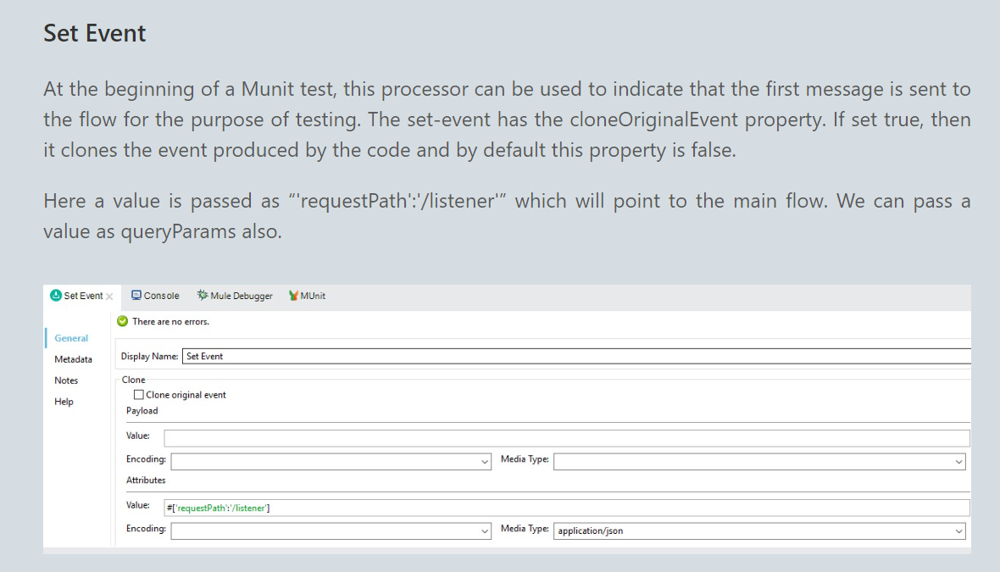 Set Event
At the beginning of a Munit test, this processor can be used to indicate that the first message is sent to
the flow for the purpose of testing. The set-event has the cloneOriginalEvent property. If set true, then
it clones the event produced by the code and by default this property is false.
Here a value is passed as “'requestPath':'/listener'” which will point to the main flow. We can pass a
value as queryParams also.
Set Event Console Mule Debugger MUnit
There are no errors.
General
Metadata
Notes
Help
Display Name: Set Event
Clone
Clone original event
Payload
Value:
Encoding: Media Type:
Attributes
Value: #['requestPath':'/listener']
Encoding: Media Type: application/json